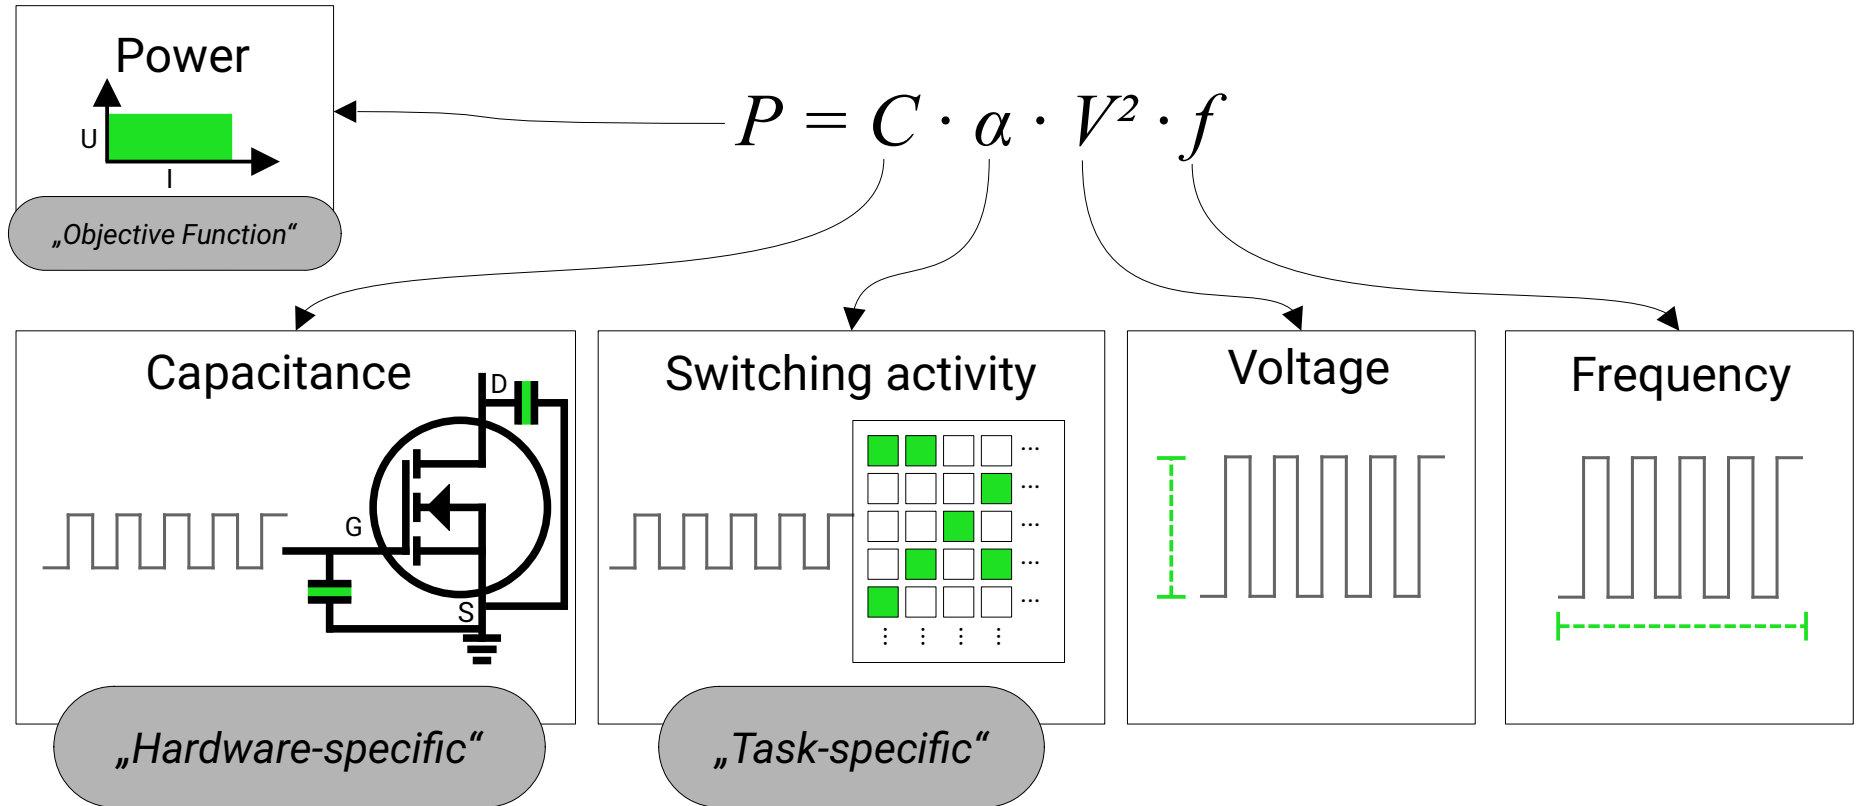 Power
U
I
„Objective Function“
P = C · α · V² · f
Capacitance
D
G
S
„Hardware-specific“
Switching activity
...
...
...
...
...
⋮ ⋮ ⋮ ⋮
„Task-specific“
Voltage
Frequency